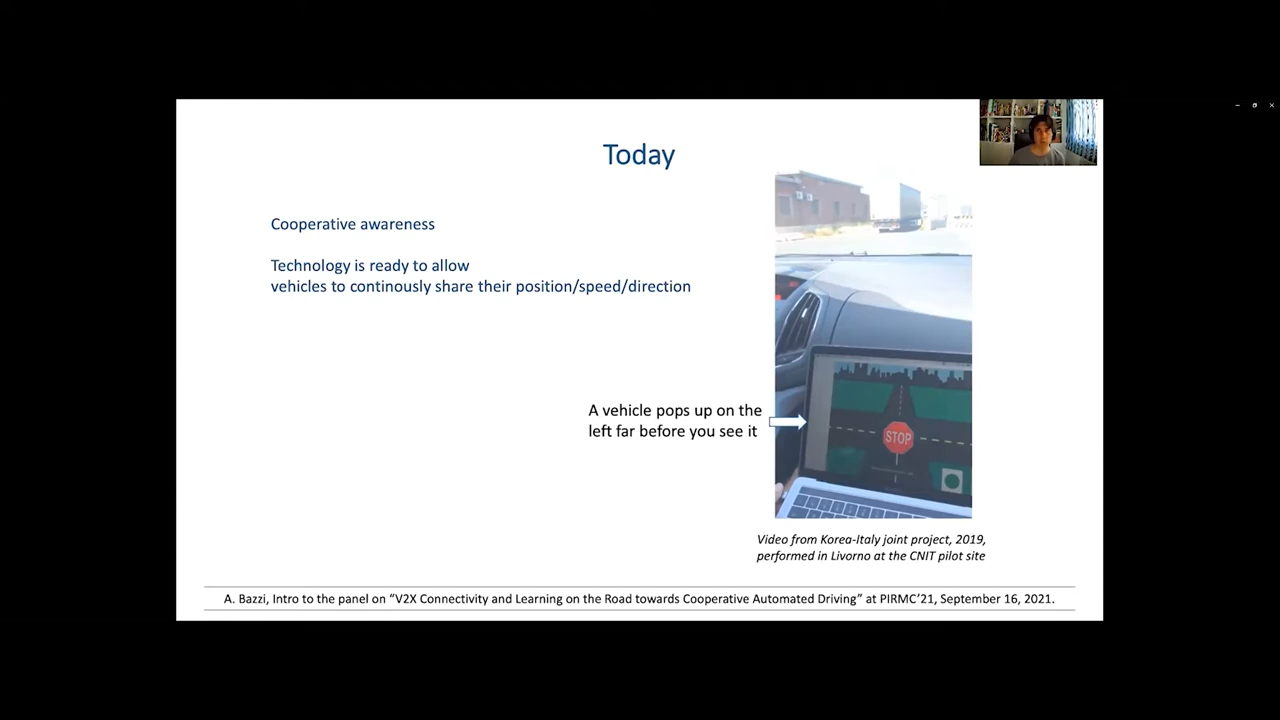 Today
Cooperative awareness
Technology is ready to allow
vehicles to continously share their position/speed/direction
A vehicle pops up on the
left far before you see it
STOP
Video from Korea-Italy joint project, 2019,
performed in Livorno at the CNIT pilot site
A. Bazzi, Intro to the panel on “V2X Connectivity and Learning on the Road towards Cooperative Automated Driving” at PIRMC’21, September 16, 2021.